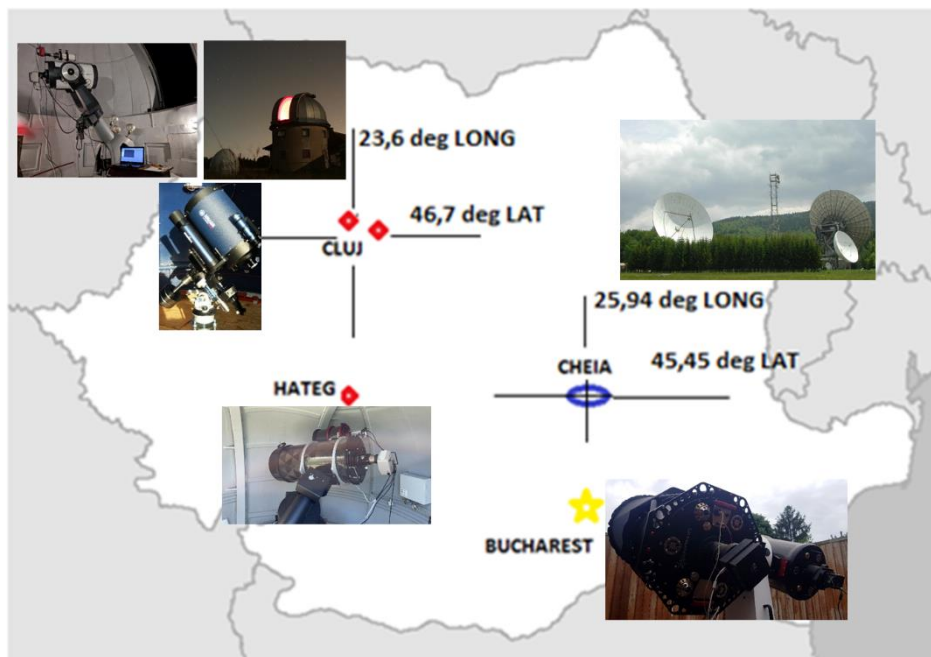 23,6 deg LONG
46,7 deg LAT
CLUJ
25,94 deg LONG
CHEIA
45,45 deg LAT
HATEG
BUCHAREST